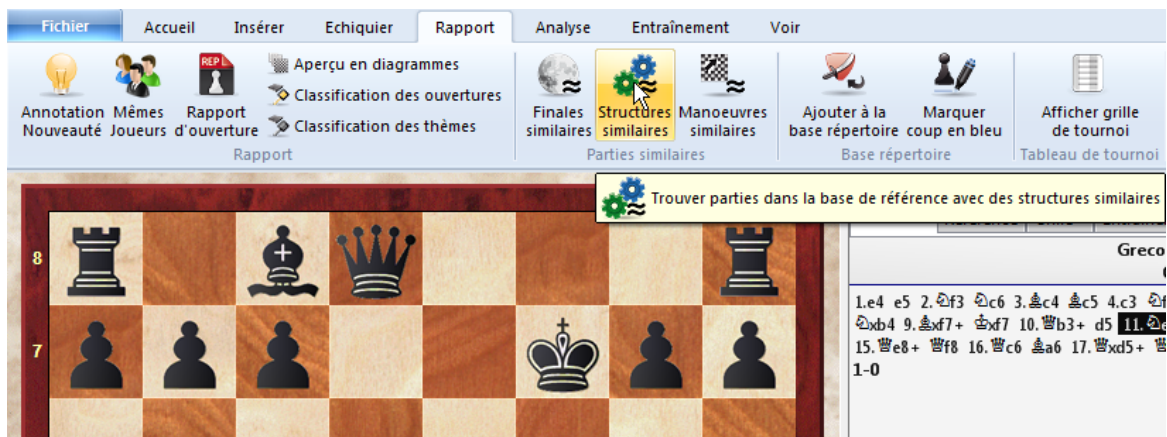 Fichier Accueil Insérer Echiquier Rapport Analyse Entraînement Voir
REP
Annotation Nouveauté
Mêmes Joueurs
Rapport d'ouverture
Aperçu en diagrammes
Classification des ouvertures
Classification des thèmes
Finales similaires
Structures similaires
Manoeuvres similaires
Ajouter à la base répertoire
Marquer coup en bleu
Afficher grille de tournoi
Rapport
Parties similaires
Base répertoire
Tableau de tournoi
Trouver parties dans la base de référence avec des structures similaires
8
7
Greco
1.e4 e5 2.♘f3 ♘c6 3.♗c4 ♗c5 4.c3 ♘f
♘xb4 9.♗xf7+ ♔xf7 10.♕b3+ d5 11.♘e
15.♕e8+ ♕f8 16.♕c6 ♗a6 17.♕xd5+ ♕
1-0